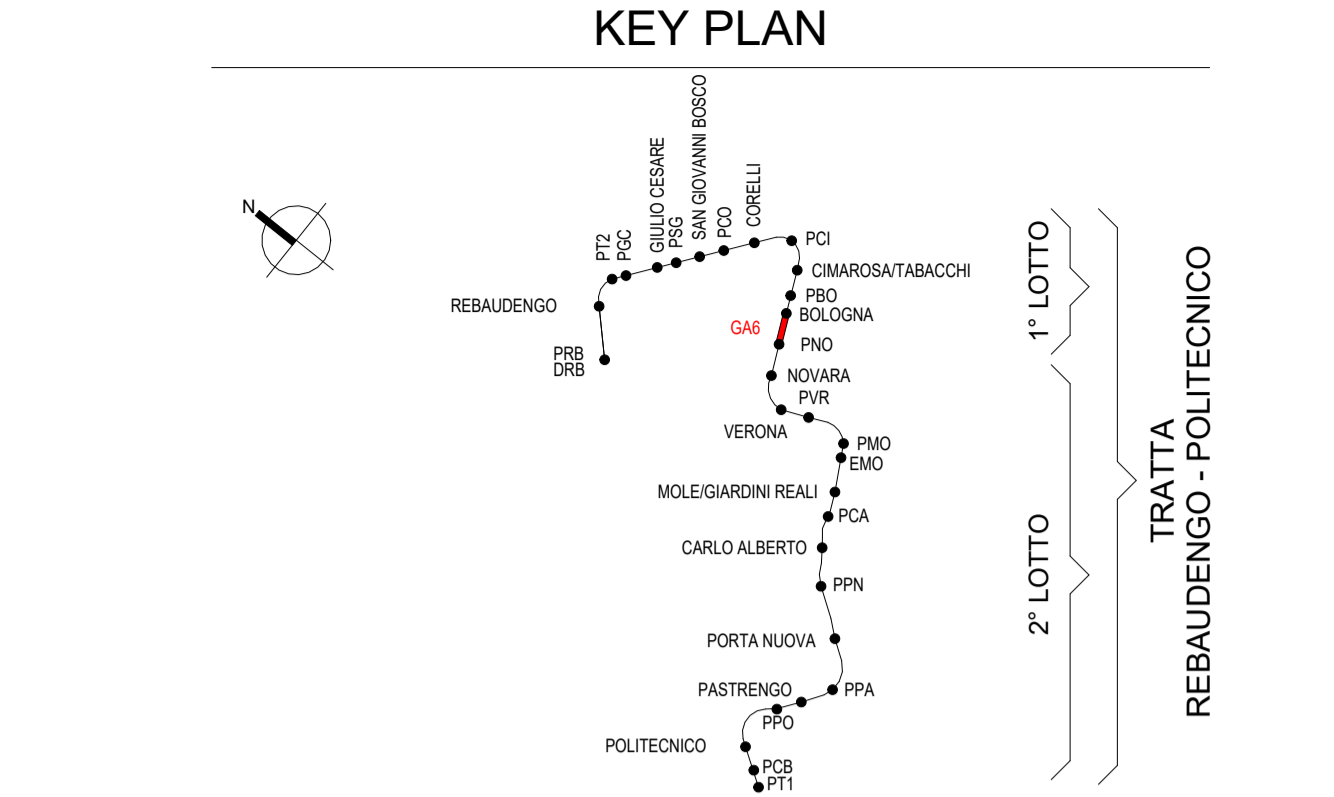 KEY PLAN
N
PT2
PGC
GIULIO CESARE
PSG
SAN GIOVANNI BOSCO
PCO
CORELLI
PCI
CIMAROSA/TABACCHI
REBAUDENGO
PBO
BOLOGNA
GA6
PNO
PRB
DRB
NOVARA
PVR
VERONA
PMO
EMO
MOLE/GIARDINI REALI
PCA
CARLO ALBERTO
PPN
PORTA NUOVA
PASTRENGO
PPA
PPO
POLITECNICO
PCB
PT1
1° LOTTO
2° LOTTO
TRATTA
REBAUDENGO - POLITECNICO